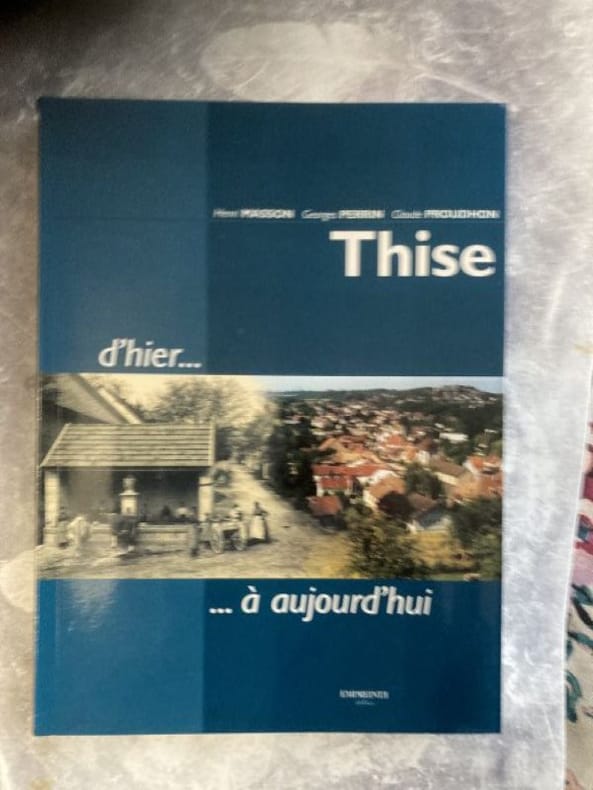 Henri MASSON Georges PERRIN Claude PROUDHON
Thise
d'hier...
... à aujourd'hui